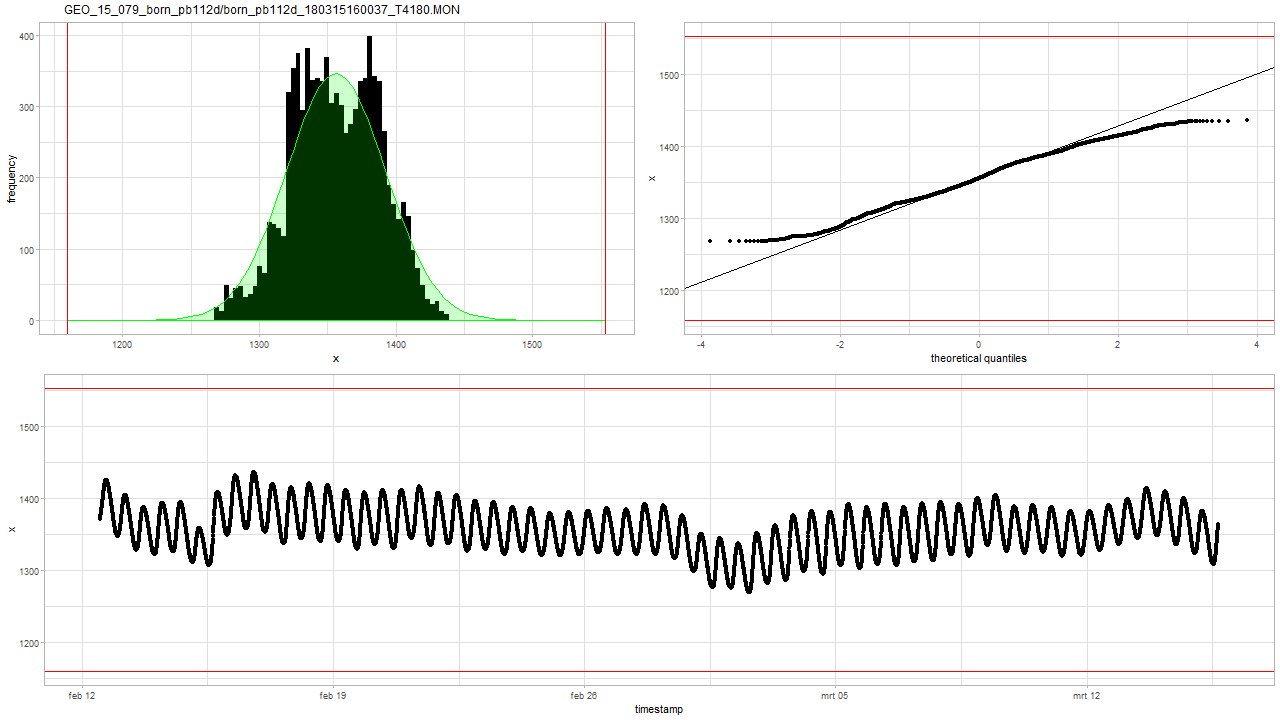 GEO_15_079_born_pb112d/born_pb112d_180315160037_T4180.MON
400
300
200
100
0
frequency
1200
1300
1400
1500
x
1500
1400
1300
1200
x
-4
-2
0
2
4
theoretical quantiles
1500
1400
1300
1200
x
feb 12
feb 19
feb 26
mrt 05
mrt 12
timestamp